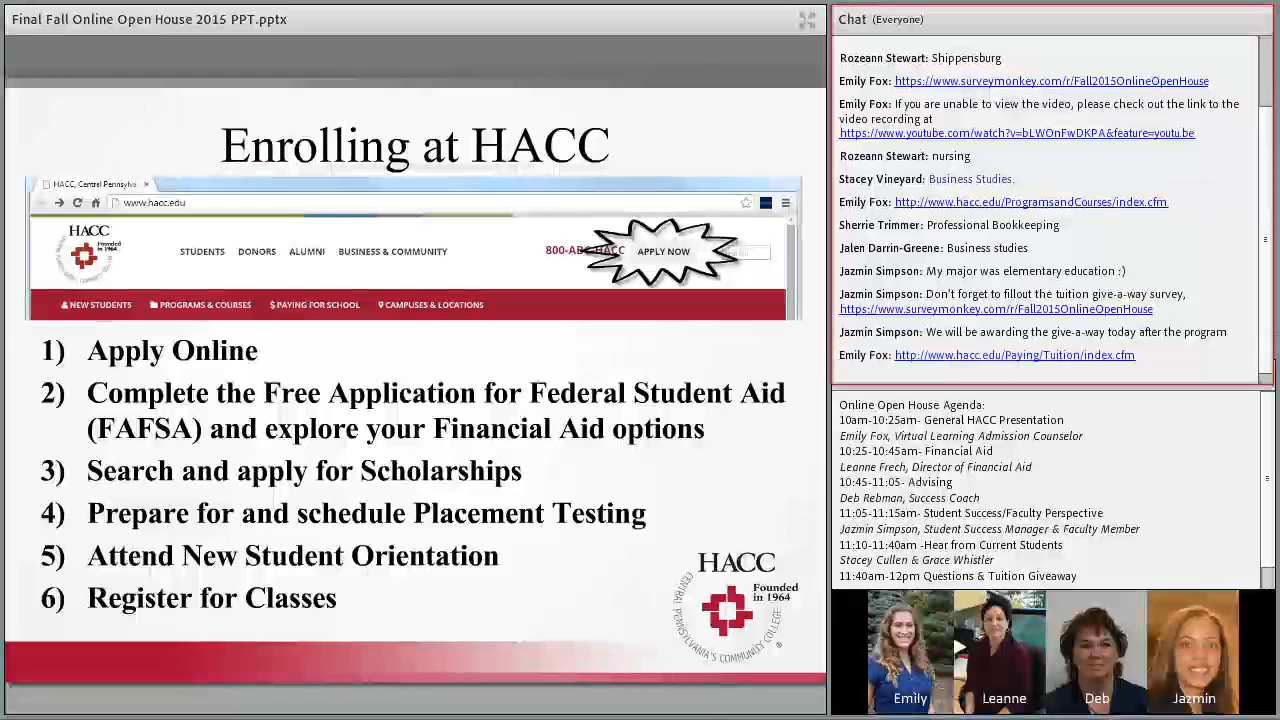 Final Fall Online Open House 2015 PPT.pptx
Enrolling at HACC
HACC, Central Pennsylva
www.hacc.edu
HACC
Founded
in 1964
STUDENTS DONORS ALUMNI BUSINESS & COMMUNITY
APPLY NOW
NEW STUDENTS PROGRAMS & COURSES $ PAYING FOR SCHOOL CAMPUSES & LOCATIONS
1) Apply Online
2) Complete the Free Application for Federal Student Aid
(FAFSA) and explore your Financial Aid options
3) Search and apply for Scholarships
4) Prepare for and schedule Placement Testing
5) Attend New Student Orientation
6) Register for Classes
HACC
Founded
in 1964
CENTRAL PENNSYLVANIA'S COMMUNITY COLLEGE
®
Chat (Everyone)
Rozeann Stewart: Shippensburg
Emily Fox: https://www.surveymonkey.com/r/Fall2015OnlineOpenHouse
Emily Fox: If you are unable to view the video, please check out the link to the
video recording at
https://www.youtube.com/watch?v=bLWOnFwDKPA&feature=youtu.be
Rozeann Stewart: nursing
Stacey Vineyard: Business Studies.
Emily Fox: http://www.hacc.edu/ProgramsandCourses/index.cfm
Sherrie Trimmer: Professional Bookkeeping
Jalen Darrin-Greene: Business studies
Jazmin Simpson: My major was elementary education :)
Jazmin Simpson: Don't forget to fillout the tuition give-a-way survey,
https://www.surveymonkey.com/r/Fall2015OnlineOpenHouse
Jazmin Simpson: We will be awarding the give-a-way today after the program
Emily Fox: http://www.hacc.edu/Paying/Tuition/index.cfm
Online Open House Agenda:
10am-10:25am- General HACC Presentation
Emily Fox, Virtual Learning Admission Counselor
10:25-10:45am- Financial Aid
Leanne Frech, Director of Financial Aid
10:45-11:05- Advising
Deb Rebman, Success Coach
11:05-11:15am- Student Success/Faculty Perspective
Jazmin Simpson, Student Success Manager & Faculty Member
11:10-11:40am -Hear from Current Students
Stacey Cullen & Grace Whistler
11:40am-12pm Questions & Tuition Giveaway
Emily Leanne Deb Jazmin